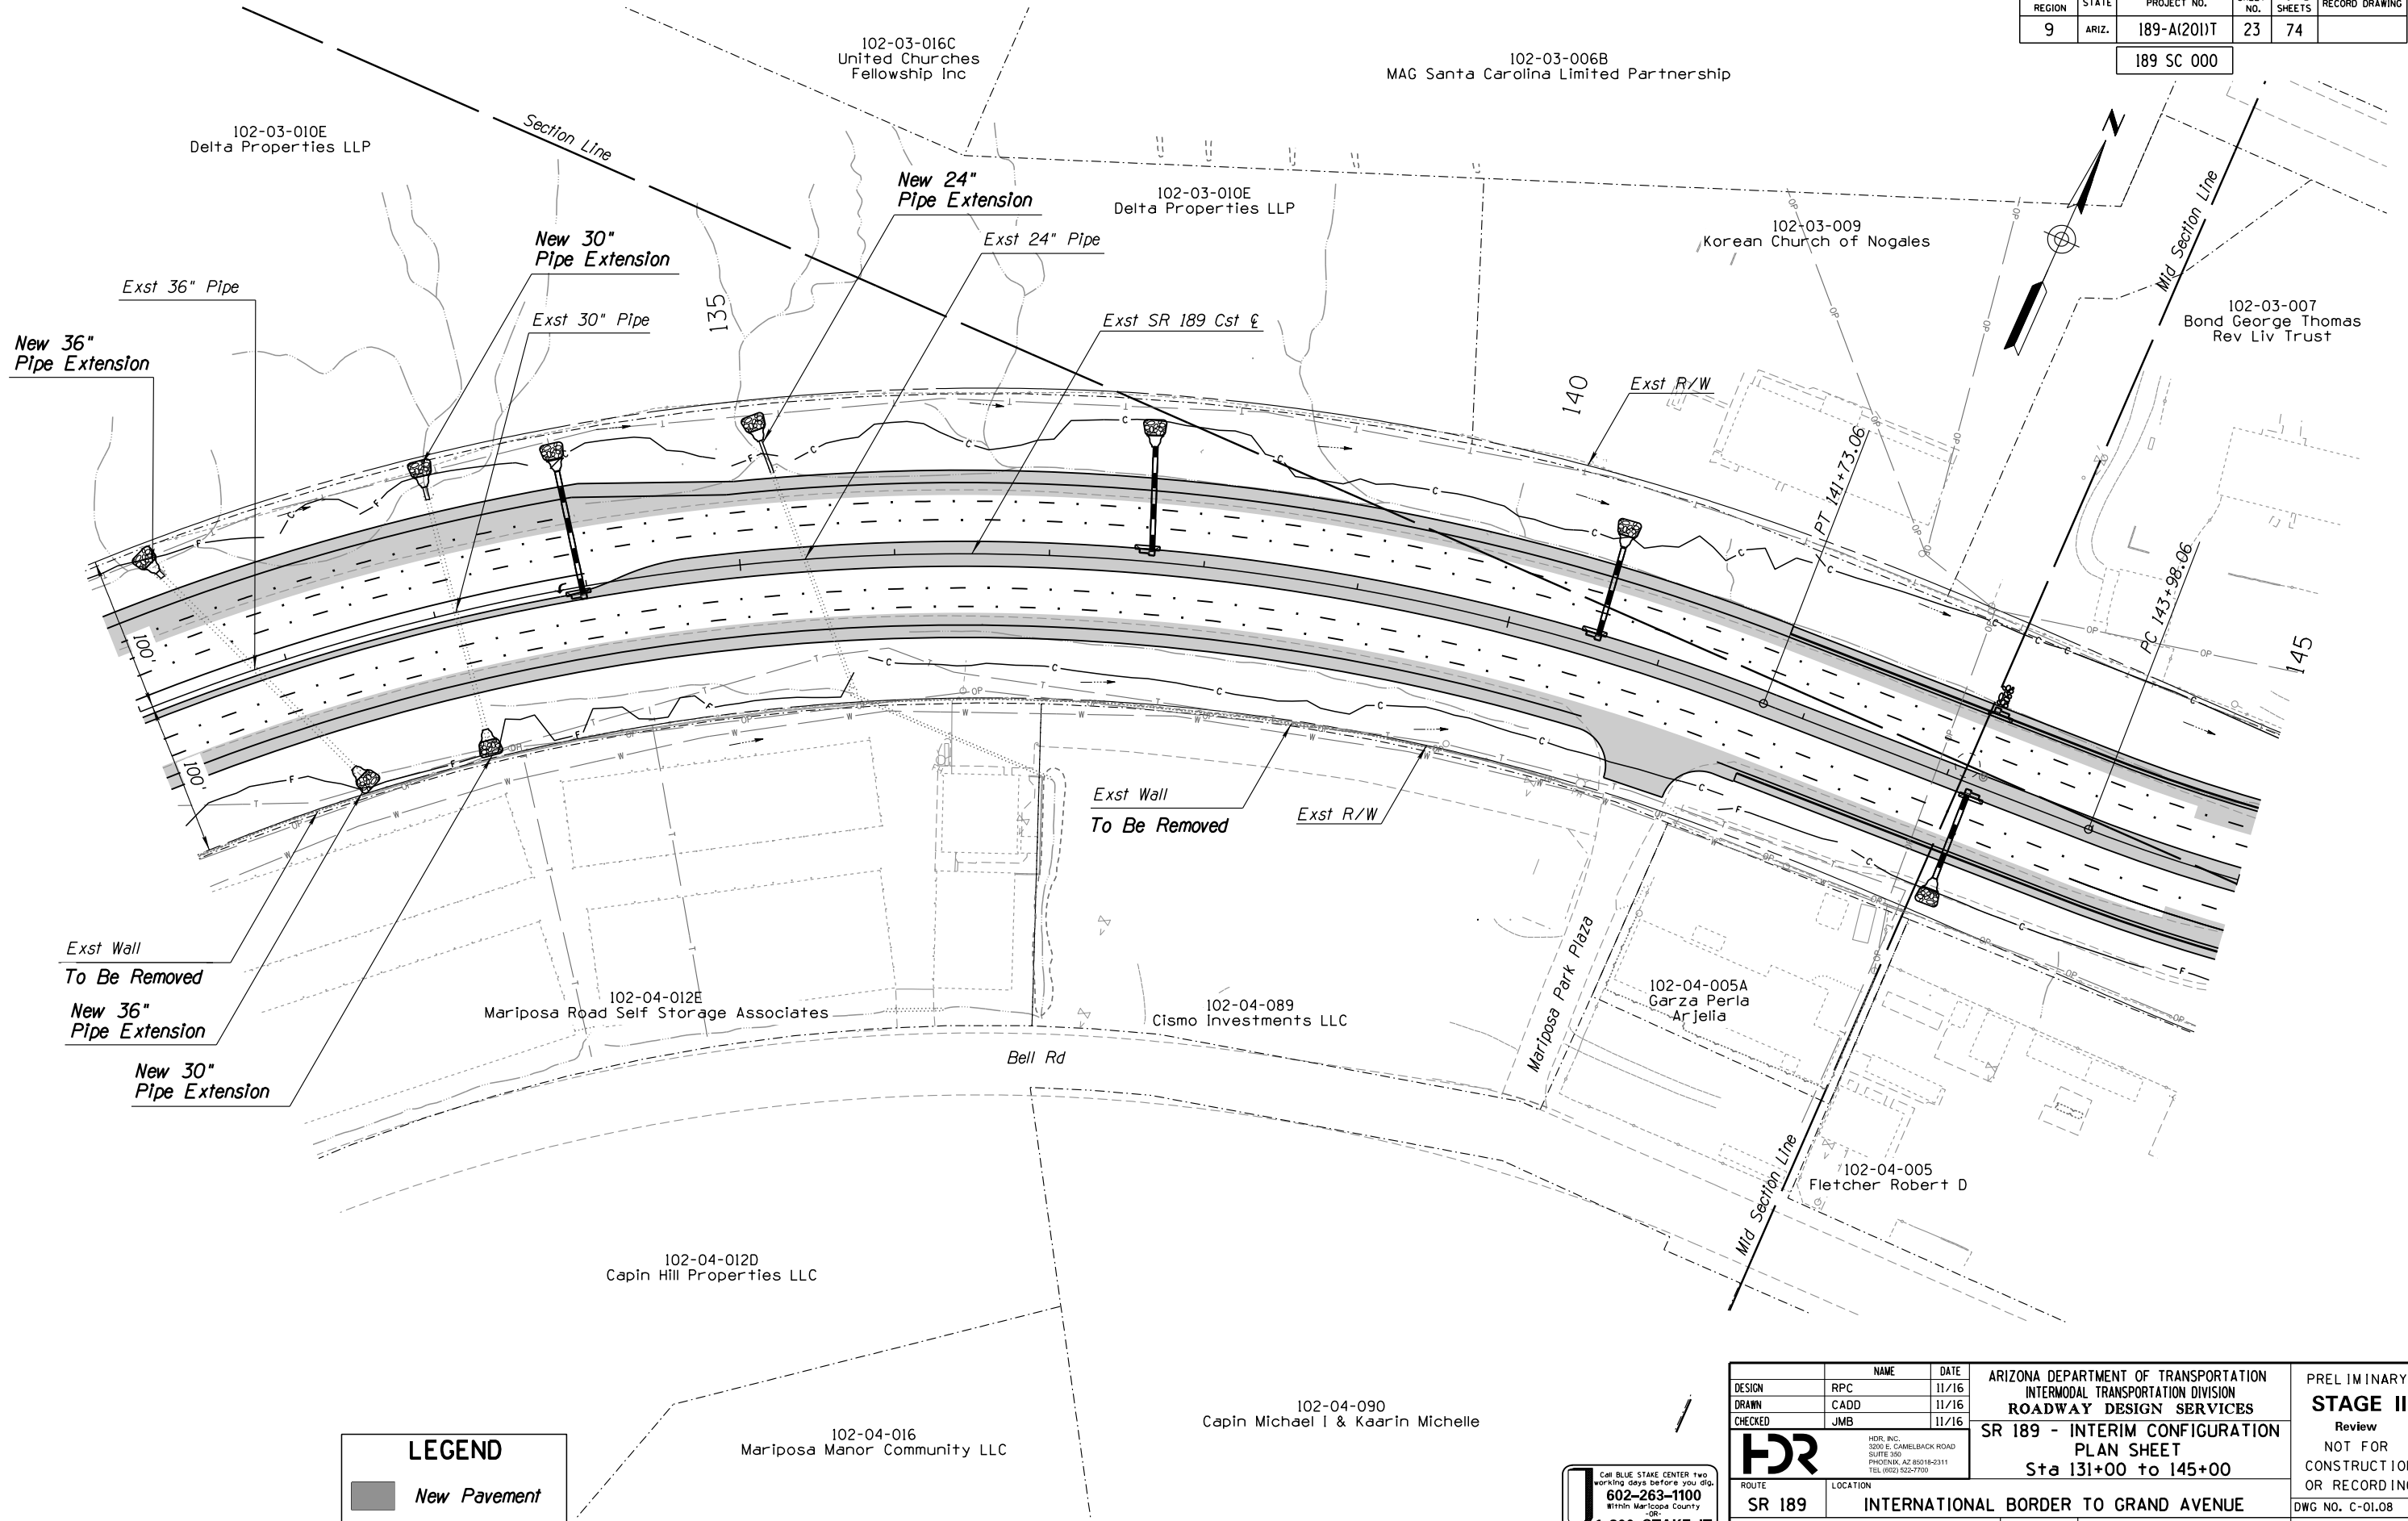 REGION
STATE
PROJECT NO.
NO.
SHEETS
RECORD DRAWING
9
ARIZ.
189-A(201)T
23
74
189 SC 000
102-03-016C
United Churches
Fellowship Inc
102-03-006B
MAG Santa Carolina Limited Partnership
102-03-010E
Delta Properties LLP
Section Line
N
New 24"
Pipe Extension
102-03-010E
Delta Properties LLP
Mid Section Line
102-03-009
Korean Church of Nogales
New 30"
Pipe Extension
Exst 24" Pipe
Exst 36" Pipe
135
Exst 30" Pipe
Exst SR 189 Cst ℄
102-03-007
Bond George Thomas
Rev Liv Trust
New 36"
Pipe Extension
140
Exst R/W
PT 141+73.06
PC 143+98.06
145
100'
100'
Exst Wall
To Be Removed
Exst R/W
Exst Wall
To Be Removed
New 36"
Pipe Extension
New 30"
Pipe Extension
102-04-012E
Mariposa Road Self Storage Associates
102-04-089
Cismo Investments LLC
Mariposa Park Plaza
102-04-005A
Garza Perla
Arjelia
Bell Rd
Mid Section Line
102-04-005
Fletcher Robert D
102-04-012D
Capin Hill Properties LLC
102-04-090
Capin Michael I & Kaarin Michelle
102-04-016
Mariposa Manor Community LLC
LEGEND
New Pavement
Call BLUE STAKE CENTER two
working days before you dig.
602-263-1100
Within Maricopa County
-OR-
NAME
DATE
DESIGN
RPC
11/16
DRAWN
CADD
11/16
CHECKED
JMB
11/16
HDR
HDR, INC.
3200 E. CAMELBACK ROAD
SUITE 350
PHOENIX, AZ 85018-2311
TEL (602) 522-7700
ARIZONA DEPARTMENT OF TRANSPORTATION
INTERMODAL TRANSPORTATION DIVISION
ROADWAY DESIGN SERVICES
SR 189 - INTERIM CONFIGURATION
PLAN SHEET
Sta 131+00 to 145+00
PRELIMINARY
STAGE II
Review
NOT FOR
CONSTRUCTION
OR RECORDING
ROUTE
SR 189
LOCATION
INTERNATIONAL BORDER TO GRAND AVENUE
DWG NO. C-01.08